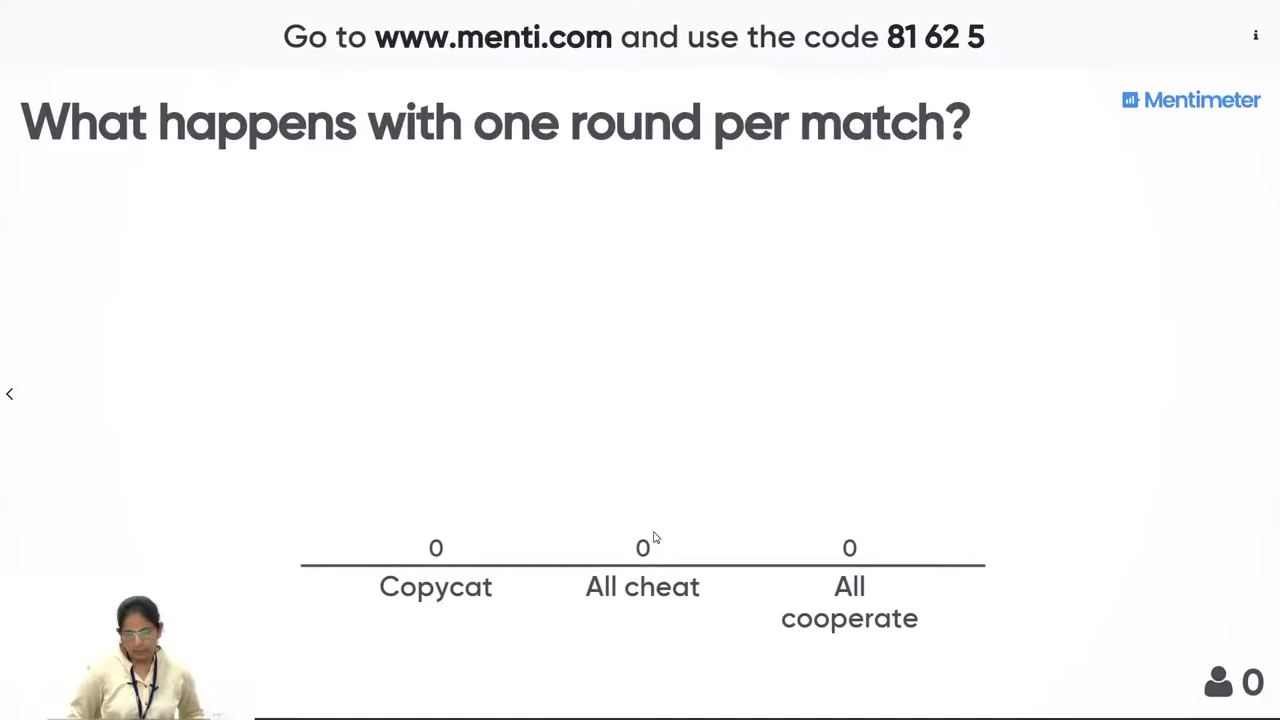 Go to www.menti.com and use the code 81 62 5
i
Mentimeter
What happens with one round per match?
0 0 0
Copycat All cheat All
cooperate
0